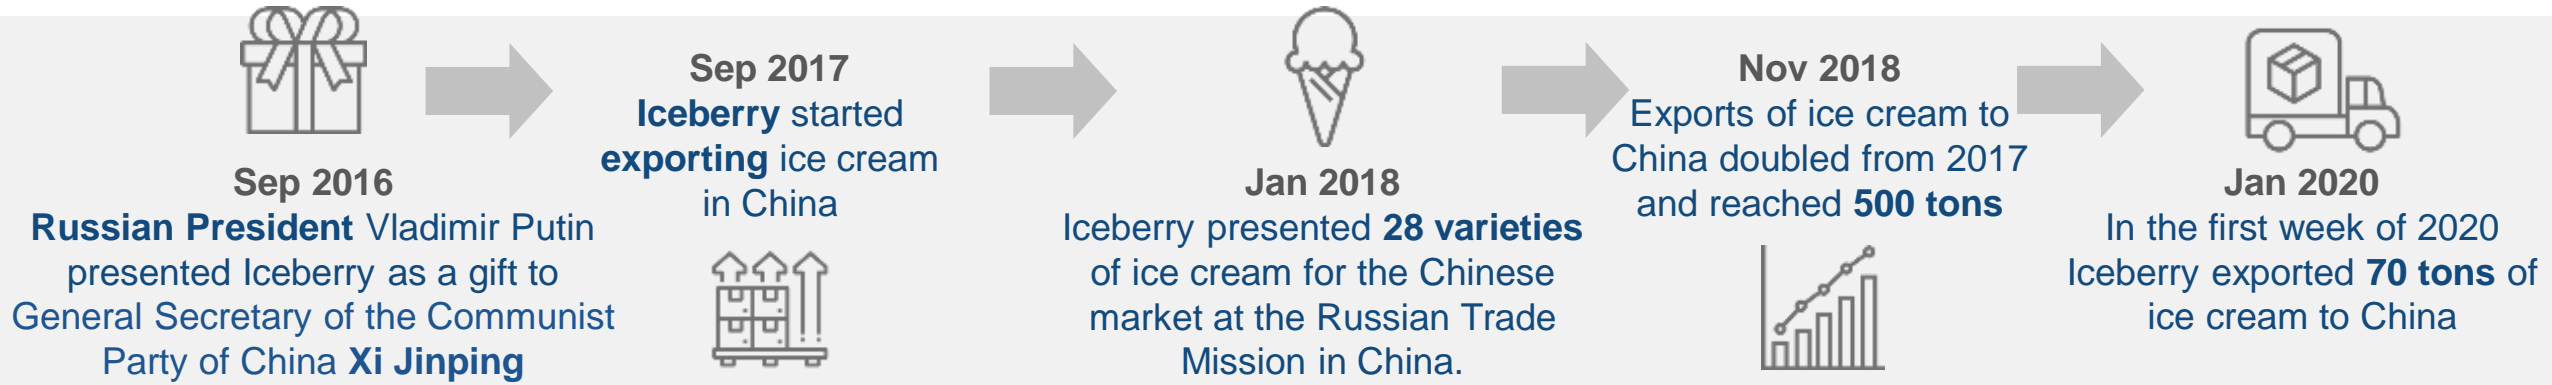 Sep 2016
Russian President Vladimir Putin
presented Iceberry as a gift to
General Secretary of the Communist
Party of China Xi Jinping
Sep 2017
Iceberry started
exporting ice cream
in China
Jan 2018
Iceberry presented 28 varieties
of ice cream for the Chinese
market at the Russian Trade
Mission in China.
Nov 2018
Exports of ice cream to
China doubled from 2017
and reached 500 tons
Jan 2020
In the first week of 2020
Iceberry exported 70 tons of
ice cream to China